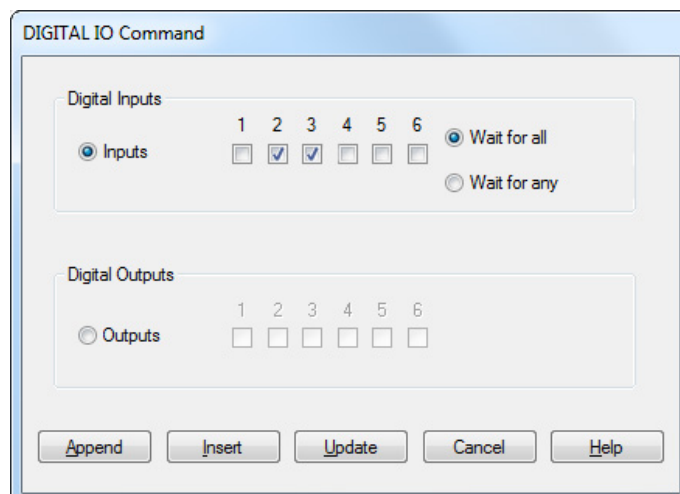 DIGITAL IO Command
Digital Inputs
1 2 3 4 5 6
Inputs
Wait for all
Wait for any
Digital Outputs
1 2 3 4 5 6
Outputs
Append Insert Update Cancel Help